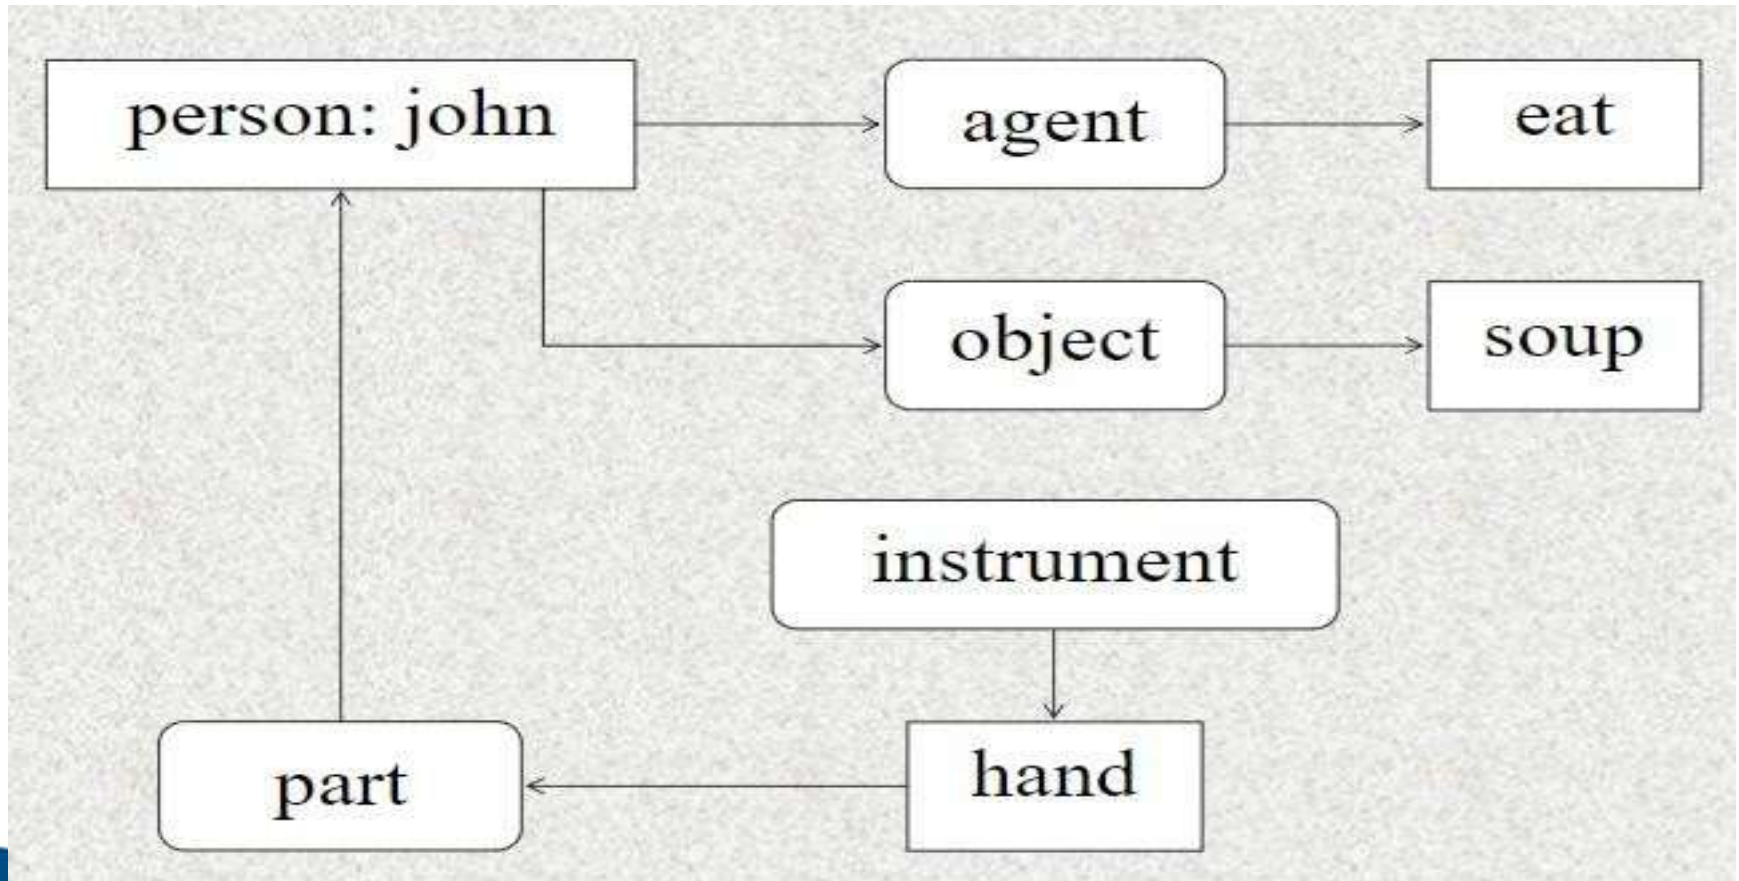 person: john
agent
eat
object
soup
instrument
hand
part